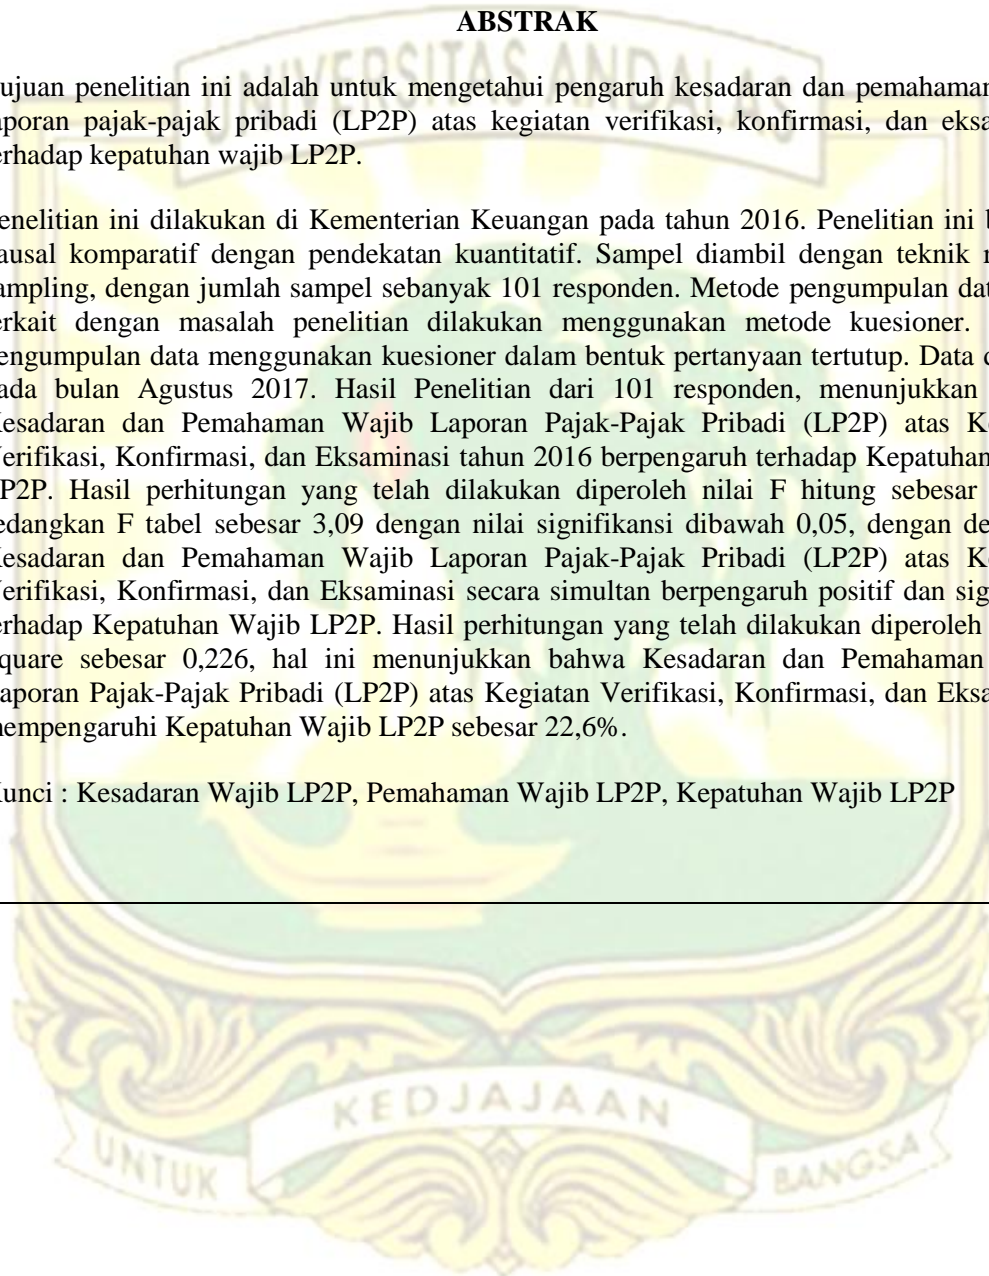 ABSTRAK
UNIVERSITAS ANDALAS
ujuan penelitian ini adalah untuk mengetahui pengaruh kesadaran dan pemahaman
aporan pajak-pajak pribadi (LP2P) atas kegiatan verifikasi, konfirmasi, dan eksa
erhadap kepatuhan wajib LP2P.
enelitian ini dilakukan di Kementerian Keuangan pada tahun 2016. Penelitian ini b
ausal komparatif dengan pendekatan kuantitatif. Sampel diambil dengan teknik r
ampling, dengan jumlah sampel sebanyak 101 responden. Metode pengumpulan dat
erkait dengan masalah penelitian dilakukan menggunakan metode kuesioner.
engumpulan data menggunakan kuesioner dalam bentuk pertanyaan tertutup. Data d
ada bulan Agustus 2017. Hasil Penelitian dari 101 responden, menunjukkan
esadaran dan Pemahaman Wajib Laporan Pajak-Pajak Pribadi (LP2P) atas Ke
erifikasi, Konfirmasi, dan Eksaminasi tahun 2016 berpengaruh terhadap Kepatuhan
P2P. Hasil perhitungan yang telah dilakukan diperoleh nilai F hitung sebesar
edangkan F tabel sebesar 3,09 dengan nilai signifikansi dibawah 0,05, dengan de
esadaran dan Pemahaman Wajib Laporan Pajak-Pajak Pribadi (LP2P) atas Ke
erifikasi, Konfirmasi, dan Eksaminasi secara simultan berpengaruh positif dan sig
erhadap Kepatuhan Wajib LP2P. Hasil perhitungan yang telah dilakukan diperoleh
quare sebesar 0,226, hal ini menunjukkan bahwa Kesadaran dan Pemahaman
aporan Pajak-Pajak Pribadi (LP2P) atas Kegiatan Verifikasi, Konfirmasi, dan Eksa
mempengaruhi Kepatuhan Wajib LP2P sebesar 22,6%.
Kunci : Kesadaran Wajib LP2P, Pemahaman Wajib LP2P, Kepatuhan Wajib LP2P
UNTUK KEDJAJAAN BANGSA